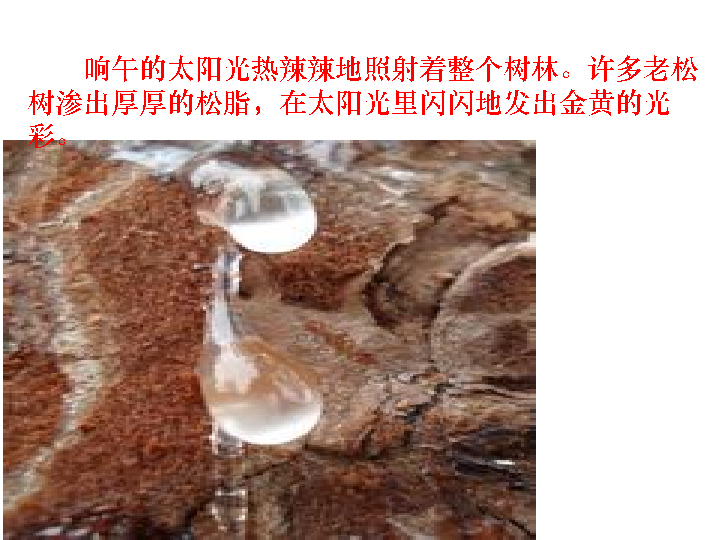 响午的太阳光热辣辣地照射着整个树林。许多老松
树渗出厚厚的松脂，在太阳光里闪闪地发出金黄的光
彩。